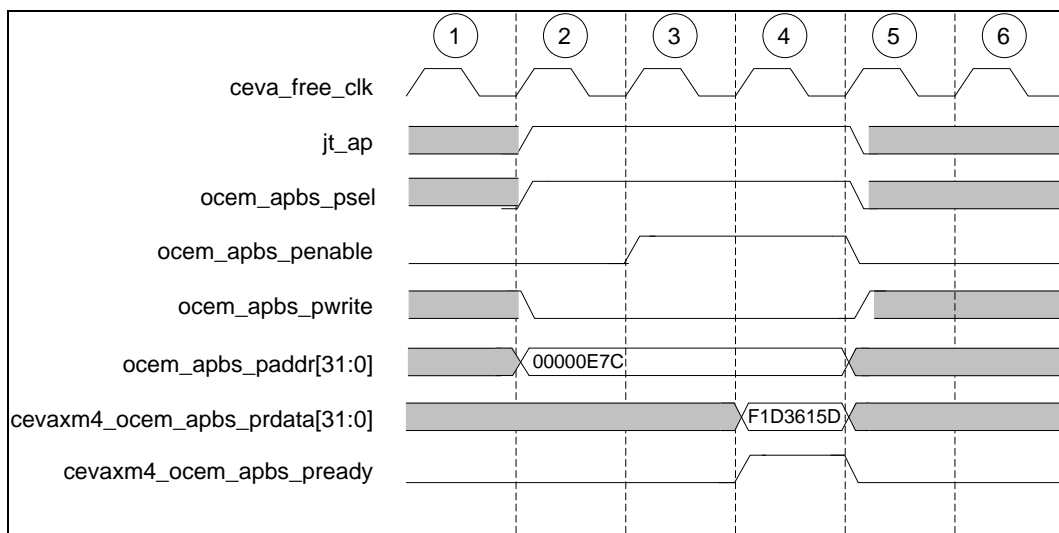 1 2 3 4 5 6
ceva_free_clk
jt_ap
ocem_apbs_psel
ocem_apbs_penable
ocem_apbs_pwrite
ocem_apbs_paddr[31:0] 00000E7C
cevaxm4_ocem_apbs_prdata[31:0] F1D3615D
cevaxm4_ocem_apbs_pready